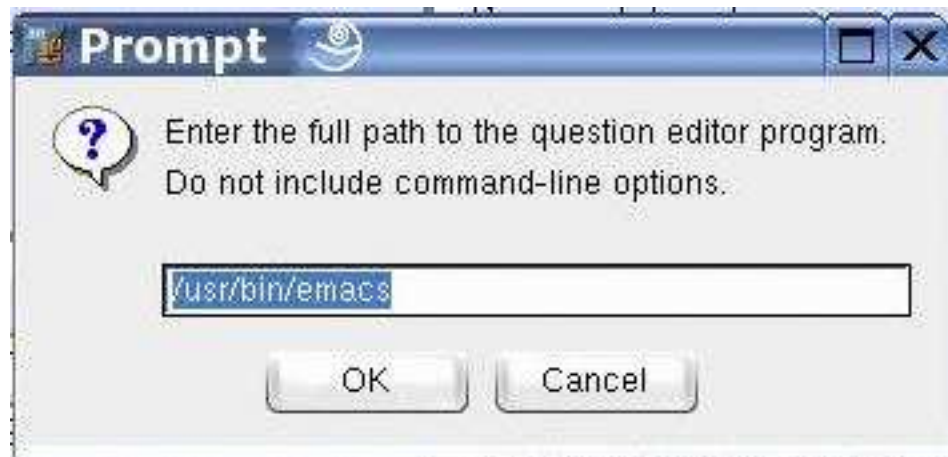 Prompt
Enter the full path to the question editor program.
Do not include command-line options.
/usr/bin/emacs
OK Cancel